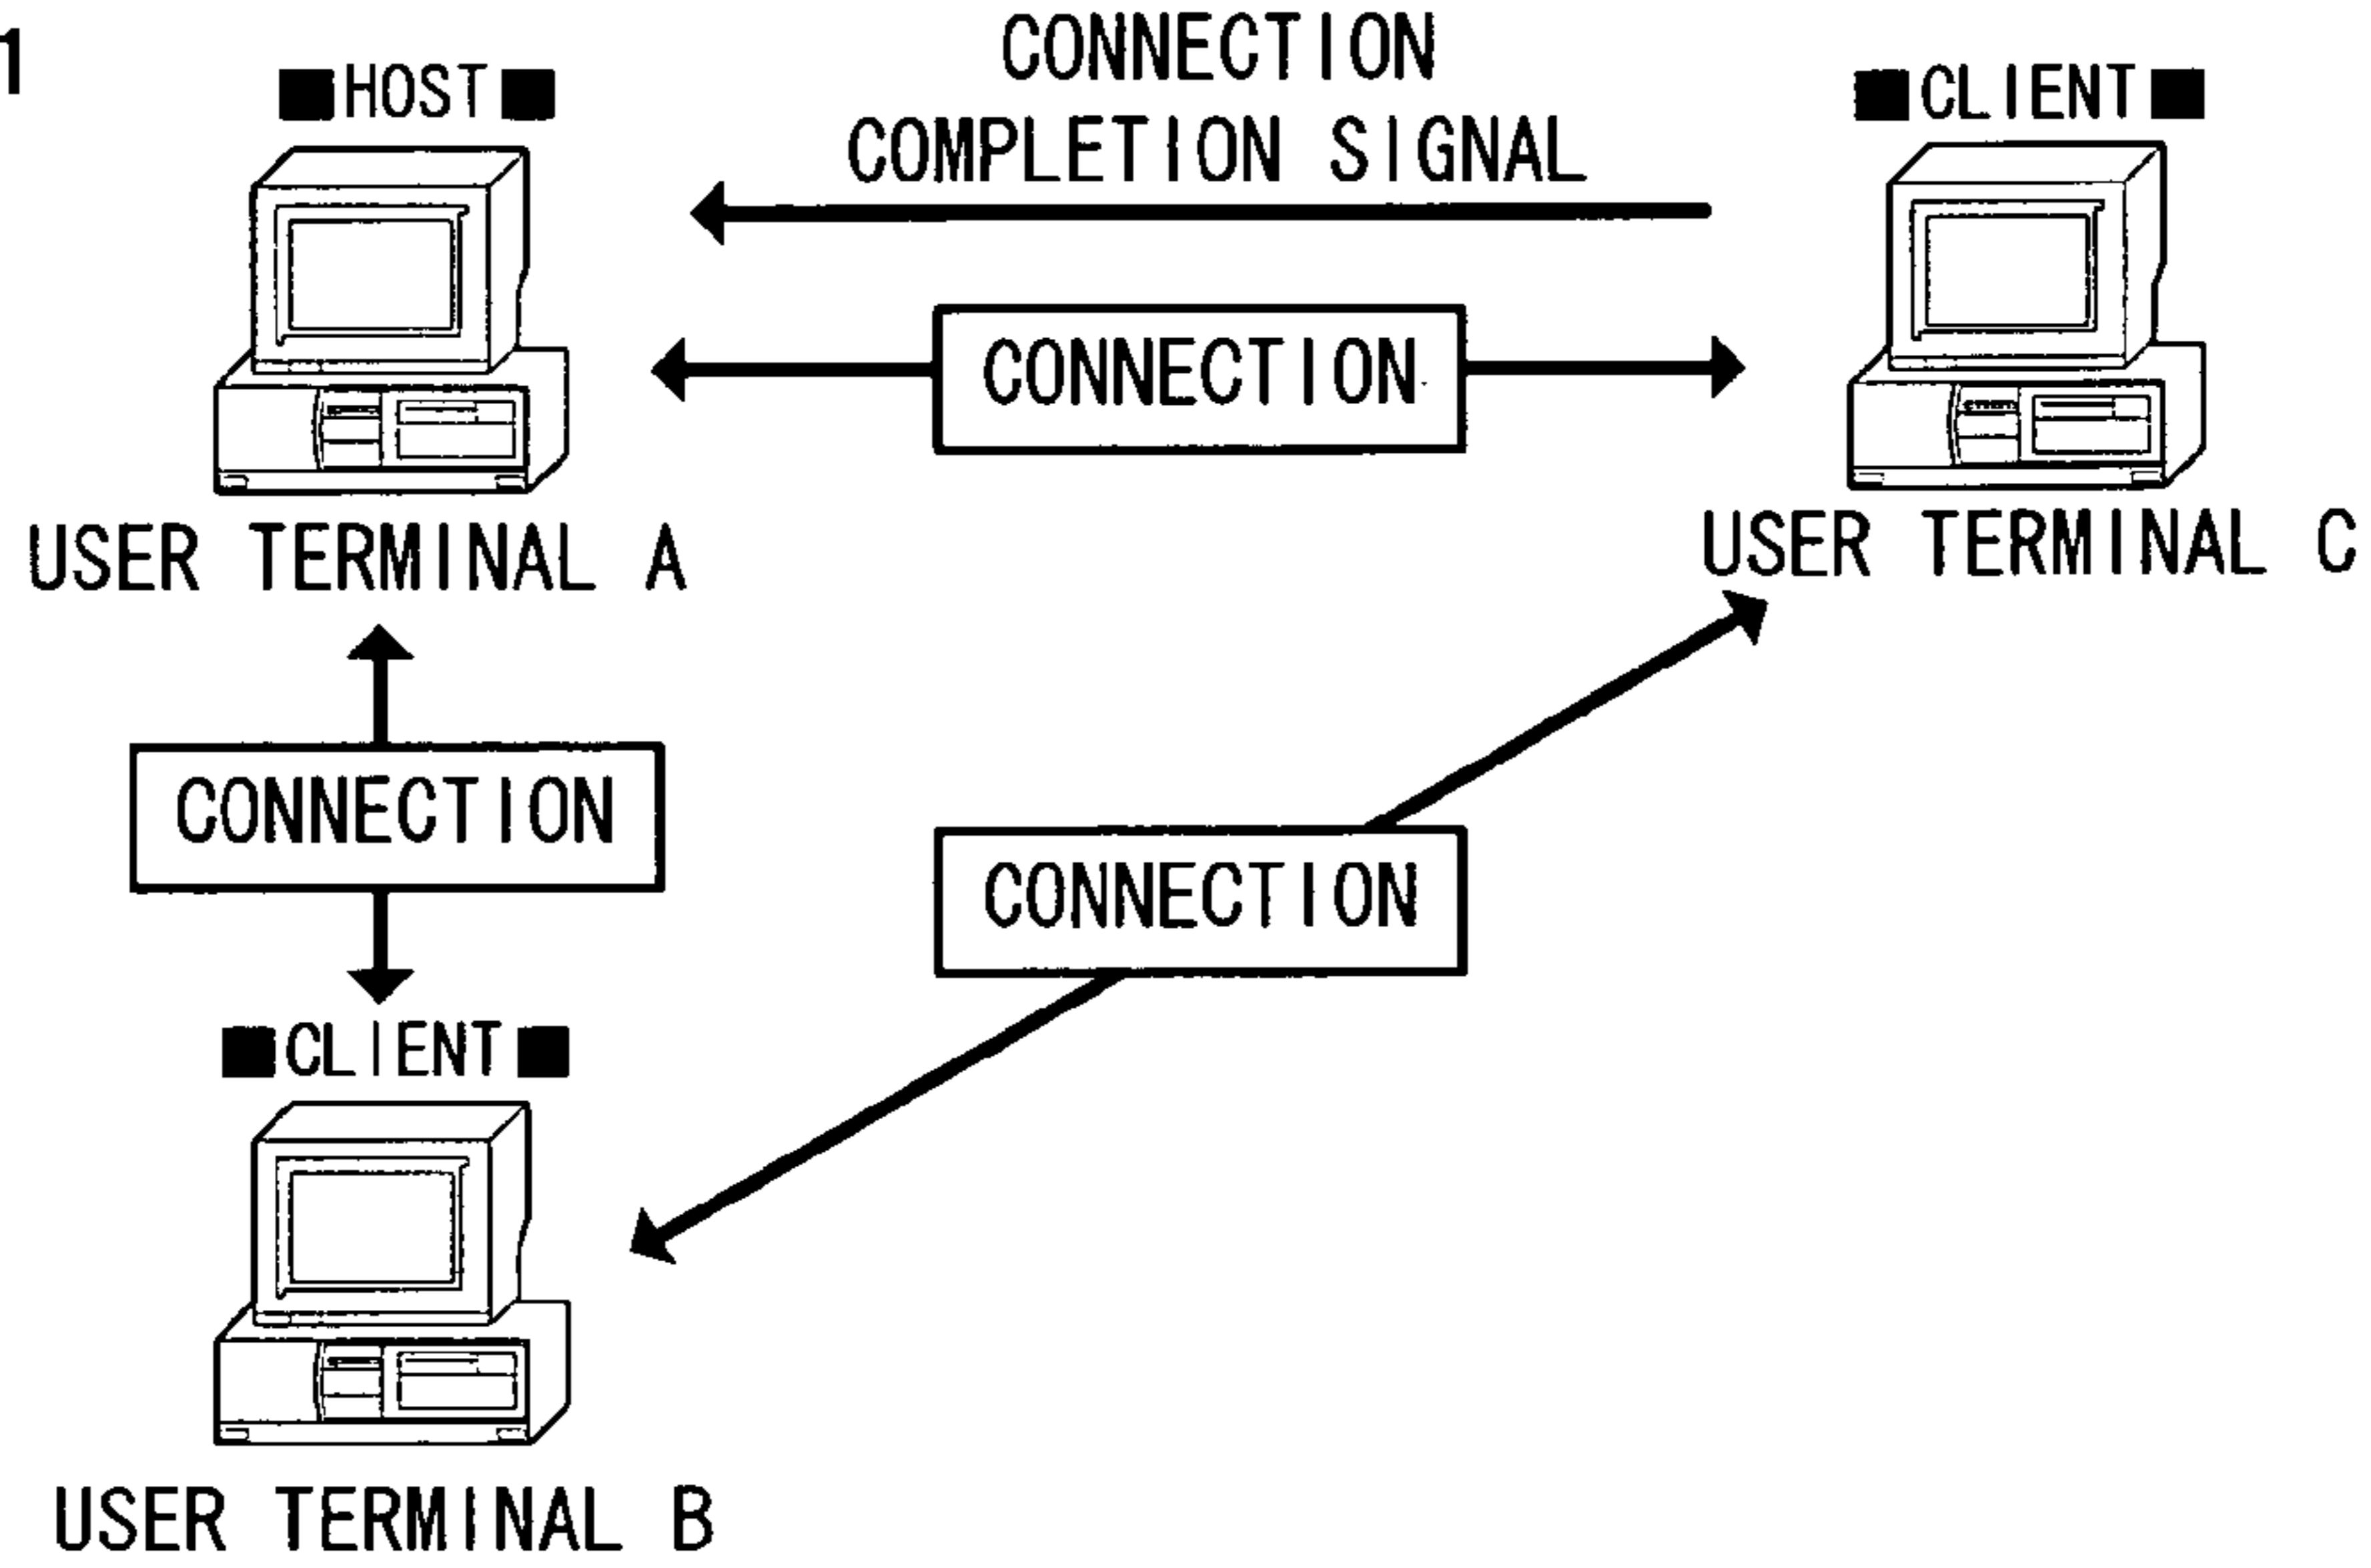 1
■HOST■
CONNECTION
COMPLETION SIGNAL
■CLIENT■
CONNECTION
USER TERMINAL A
USER TERMINAL C
CONNECTION
CONNECTION
■CLIENT■
USER TERMINAL B